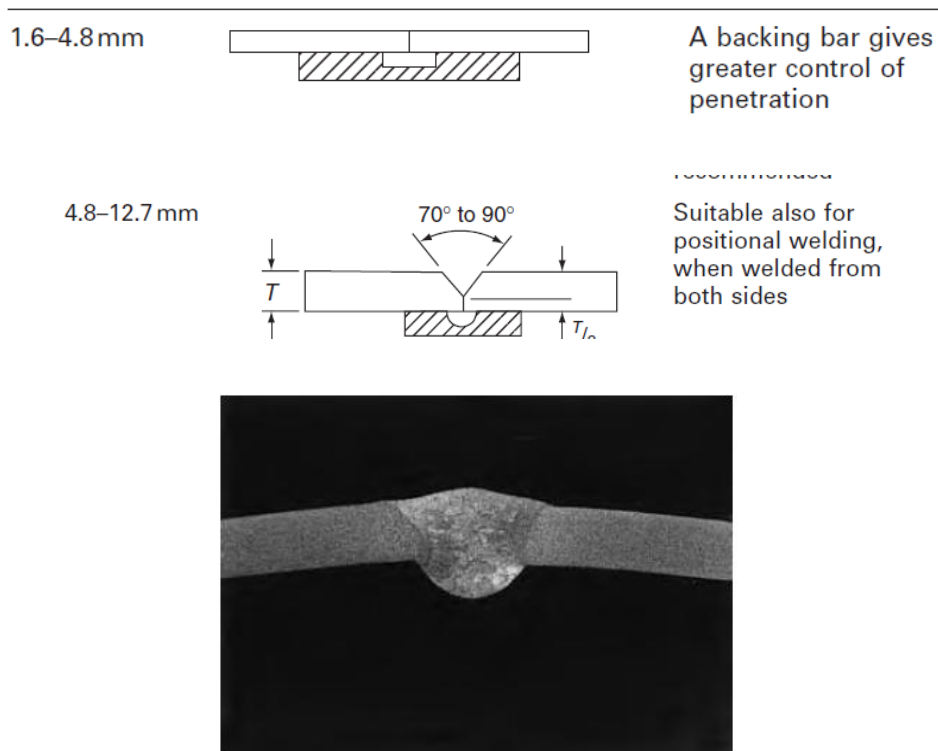 1.6–4.8 mm
A backing bar gives
greater control of
penetration
4.8–12.7 mm
70° to 90°
Suitable also for
positional welding,
when welded from
both sides
T